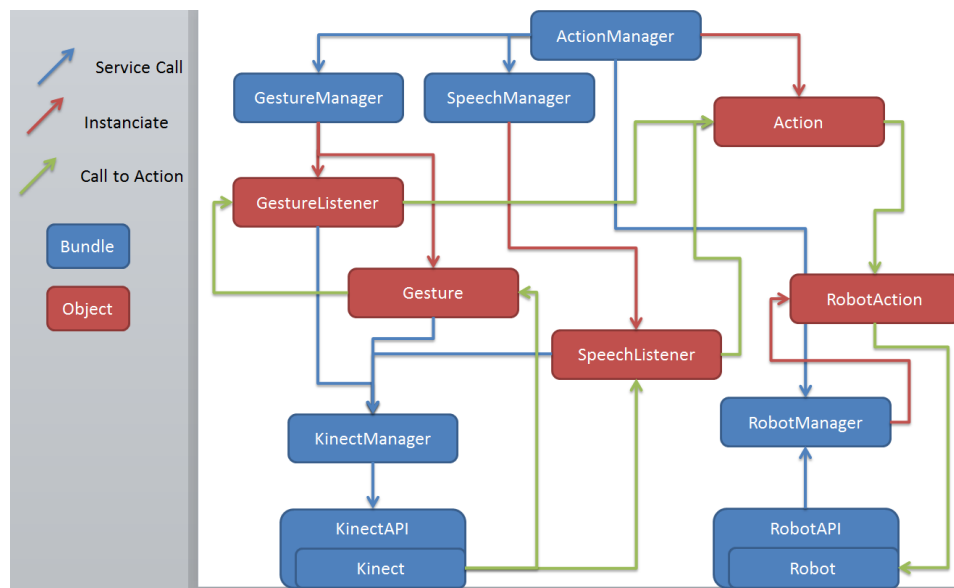 Service Call
Instanciate
Call to Action
Bundle
Object
ActionManager
GestureManager
SpeechManager
Action
GestureListener
Gesture
RobotAction
SpeechListener
KinectManager
RobotManager
KinectAPI
Kinect
RobotAPI
Robot